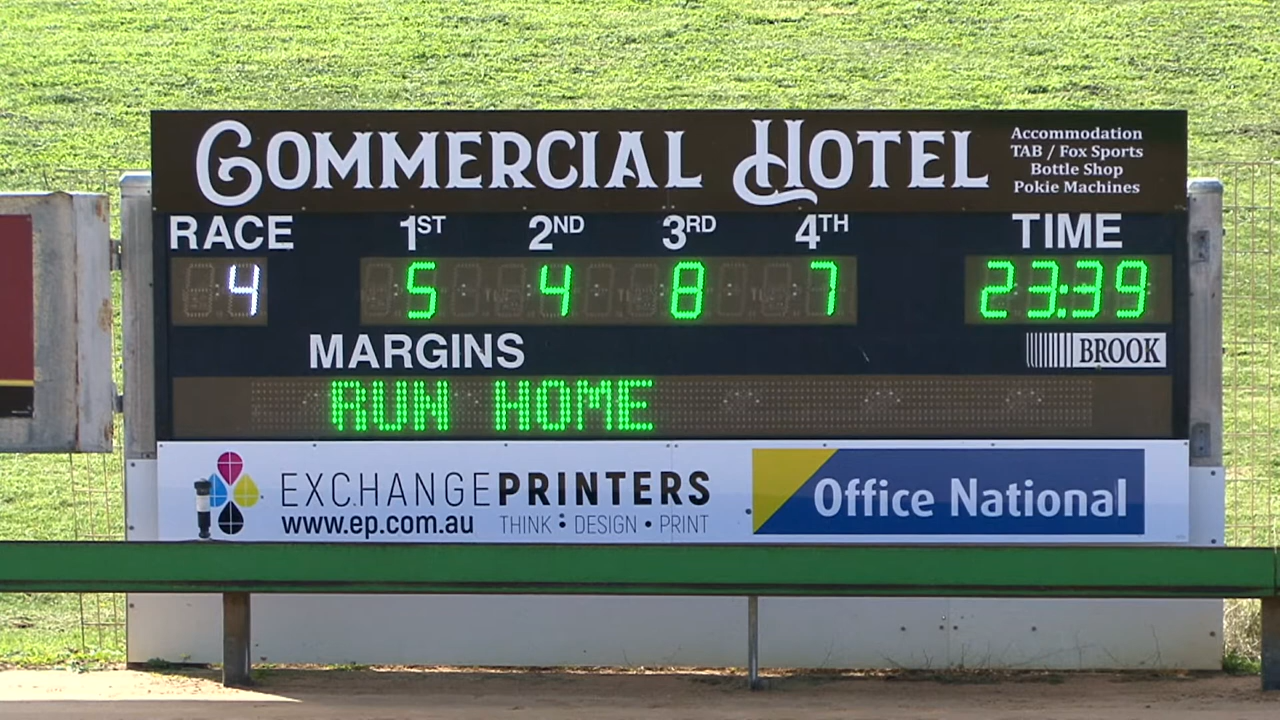 COMMERCIAL HOTEL
Accommodation
TAB / Fox Sports
Bottle Shop
Pokie Machines
RACE 1ST 2ND 3RD 4TH TIME
4 5 4 8 7 23:39
MARGINS
BROOK
RUN HOME
EXCHANGEPRINTERS
www.ep.com.au THINK : DESIGN • PRINT
Office National